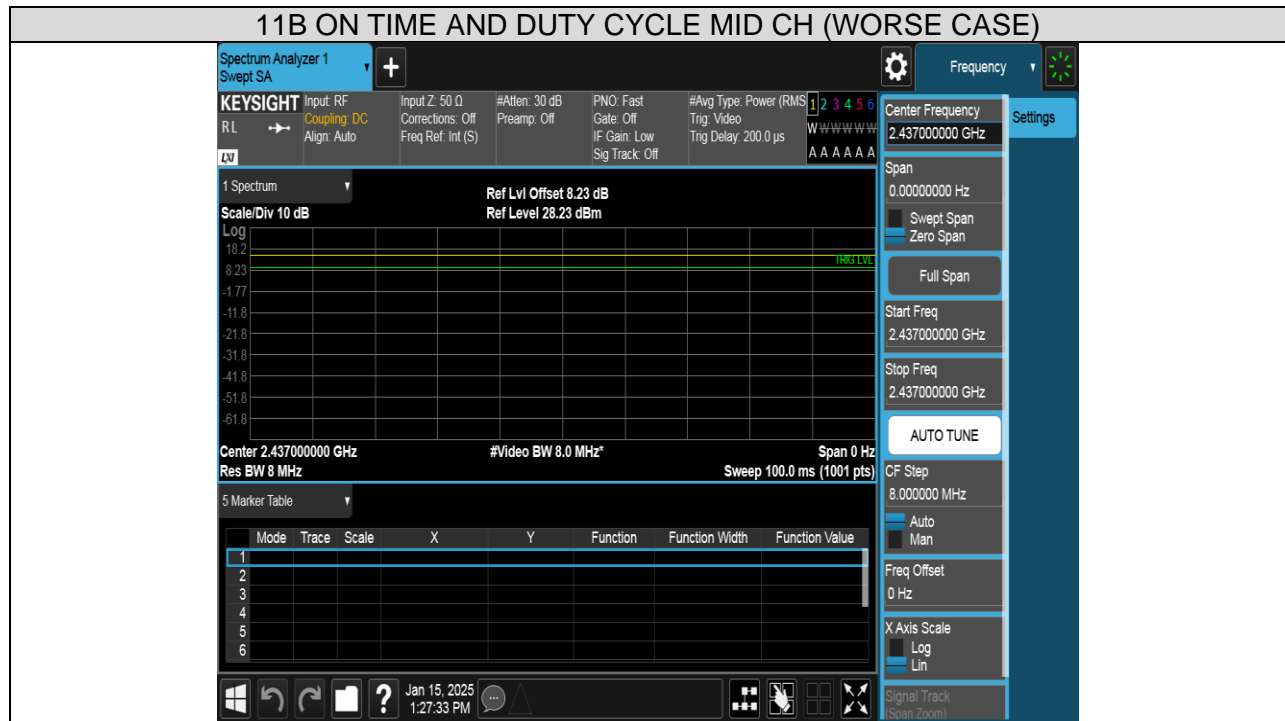 11B ON TIME AND DUTY CYCLE MID CH (WORSE CASE)
Spectrum Analyzer 1
Swept SA
+
Frequency
KEYSIGHT
RL
LXI
Input: RF
Coupling: DC
Align: Auto
Input Z: 50 Ω
Corrections: Off
Freq Ref: Int (S)
#Atten: 30 dB
Preamp: Off
PNO: Fast
Gate: Off
IF Gain: Low
Sig Track: Off
#Avg Type: Power (RMS
Trig: Video
Trig Delay: 200.0 µs
1 2 3 4 5 6
W W W W W W
A A A A A A
Center Frequency
2.437000000 GHz
Settings
Span
0.00000000 Hz
Swept Span
Zero Span
Full Span
Start Freq
2.437000000 GHz
Stop Freq
2.437000000 GHz
AUTO TUNE
CF Step
8.000000 MHz
Auto
Man
Freq Offset
0 Hz
X Axis Scale
Log
Lin
Signal Track
(Span Zoom)
1 Spectrum
Scale/Div 10 dB
Ref Lvl Offset 8.23 dB
Ref Level 28.23 dBm
Log
18.2
8.23
-1.77
-11.8
-21.8
-31.8
-41.8
-51.8
-61.8
TRIG LVL
Center 2.437000000 GHz
Res BW 8 MHz
#Video BW 8.0 MHz*
Span 0 Hz
Sweep 100.0 ms (1001 pts)
5 Marker Table
Mode Trace Scale X Y Function Function Width Function Value
1
2
3
4
5
6
?
Jan 15, 2025
1:27:33 PM